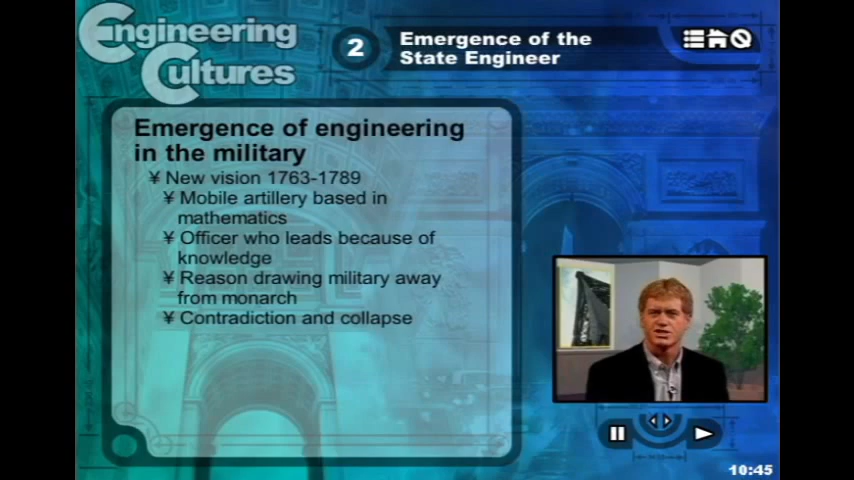 Engineering
Cultures
2
Emergence of the
State Engineer
Emergence of engineering
in the military
¥ New vision 1763-1789
¥ Mobile artillery based in
mathematics
¥ Officer who leads because of
knowledge
¥ Reason drawing military away
from monarch
¥ Contradiction and collapse
10:45